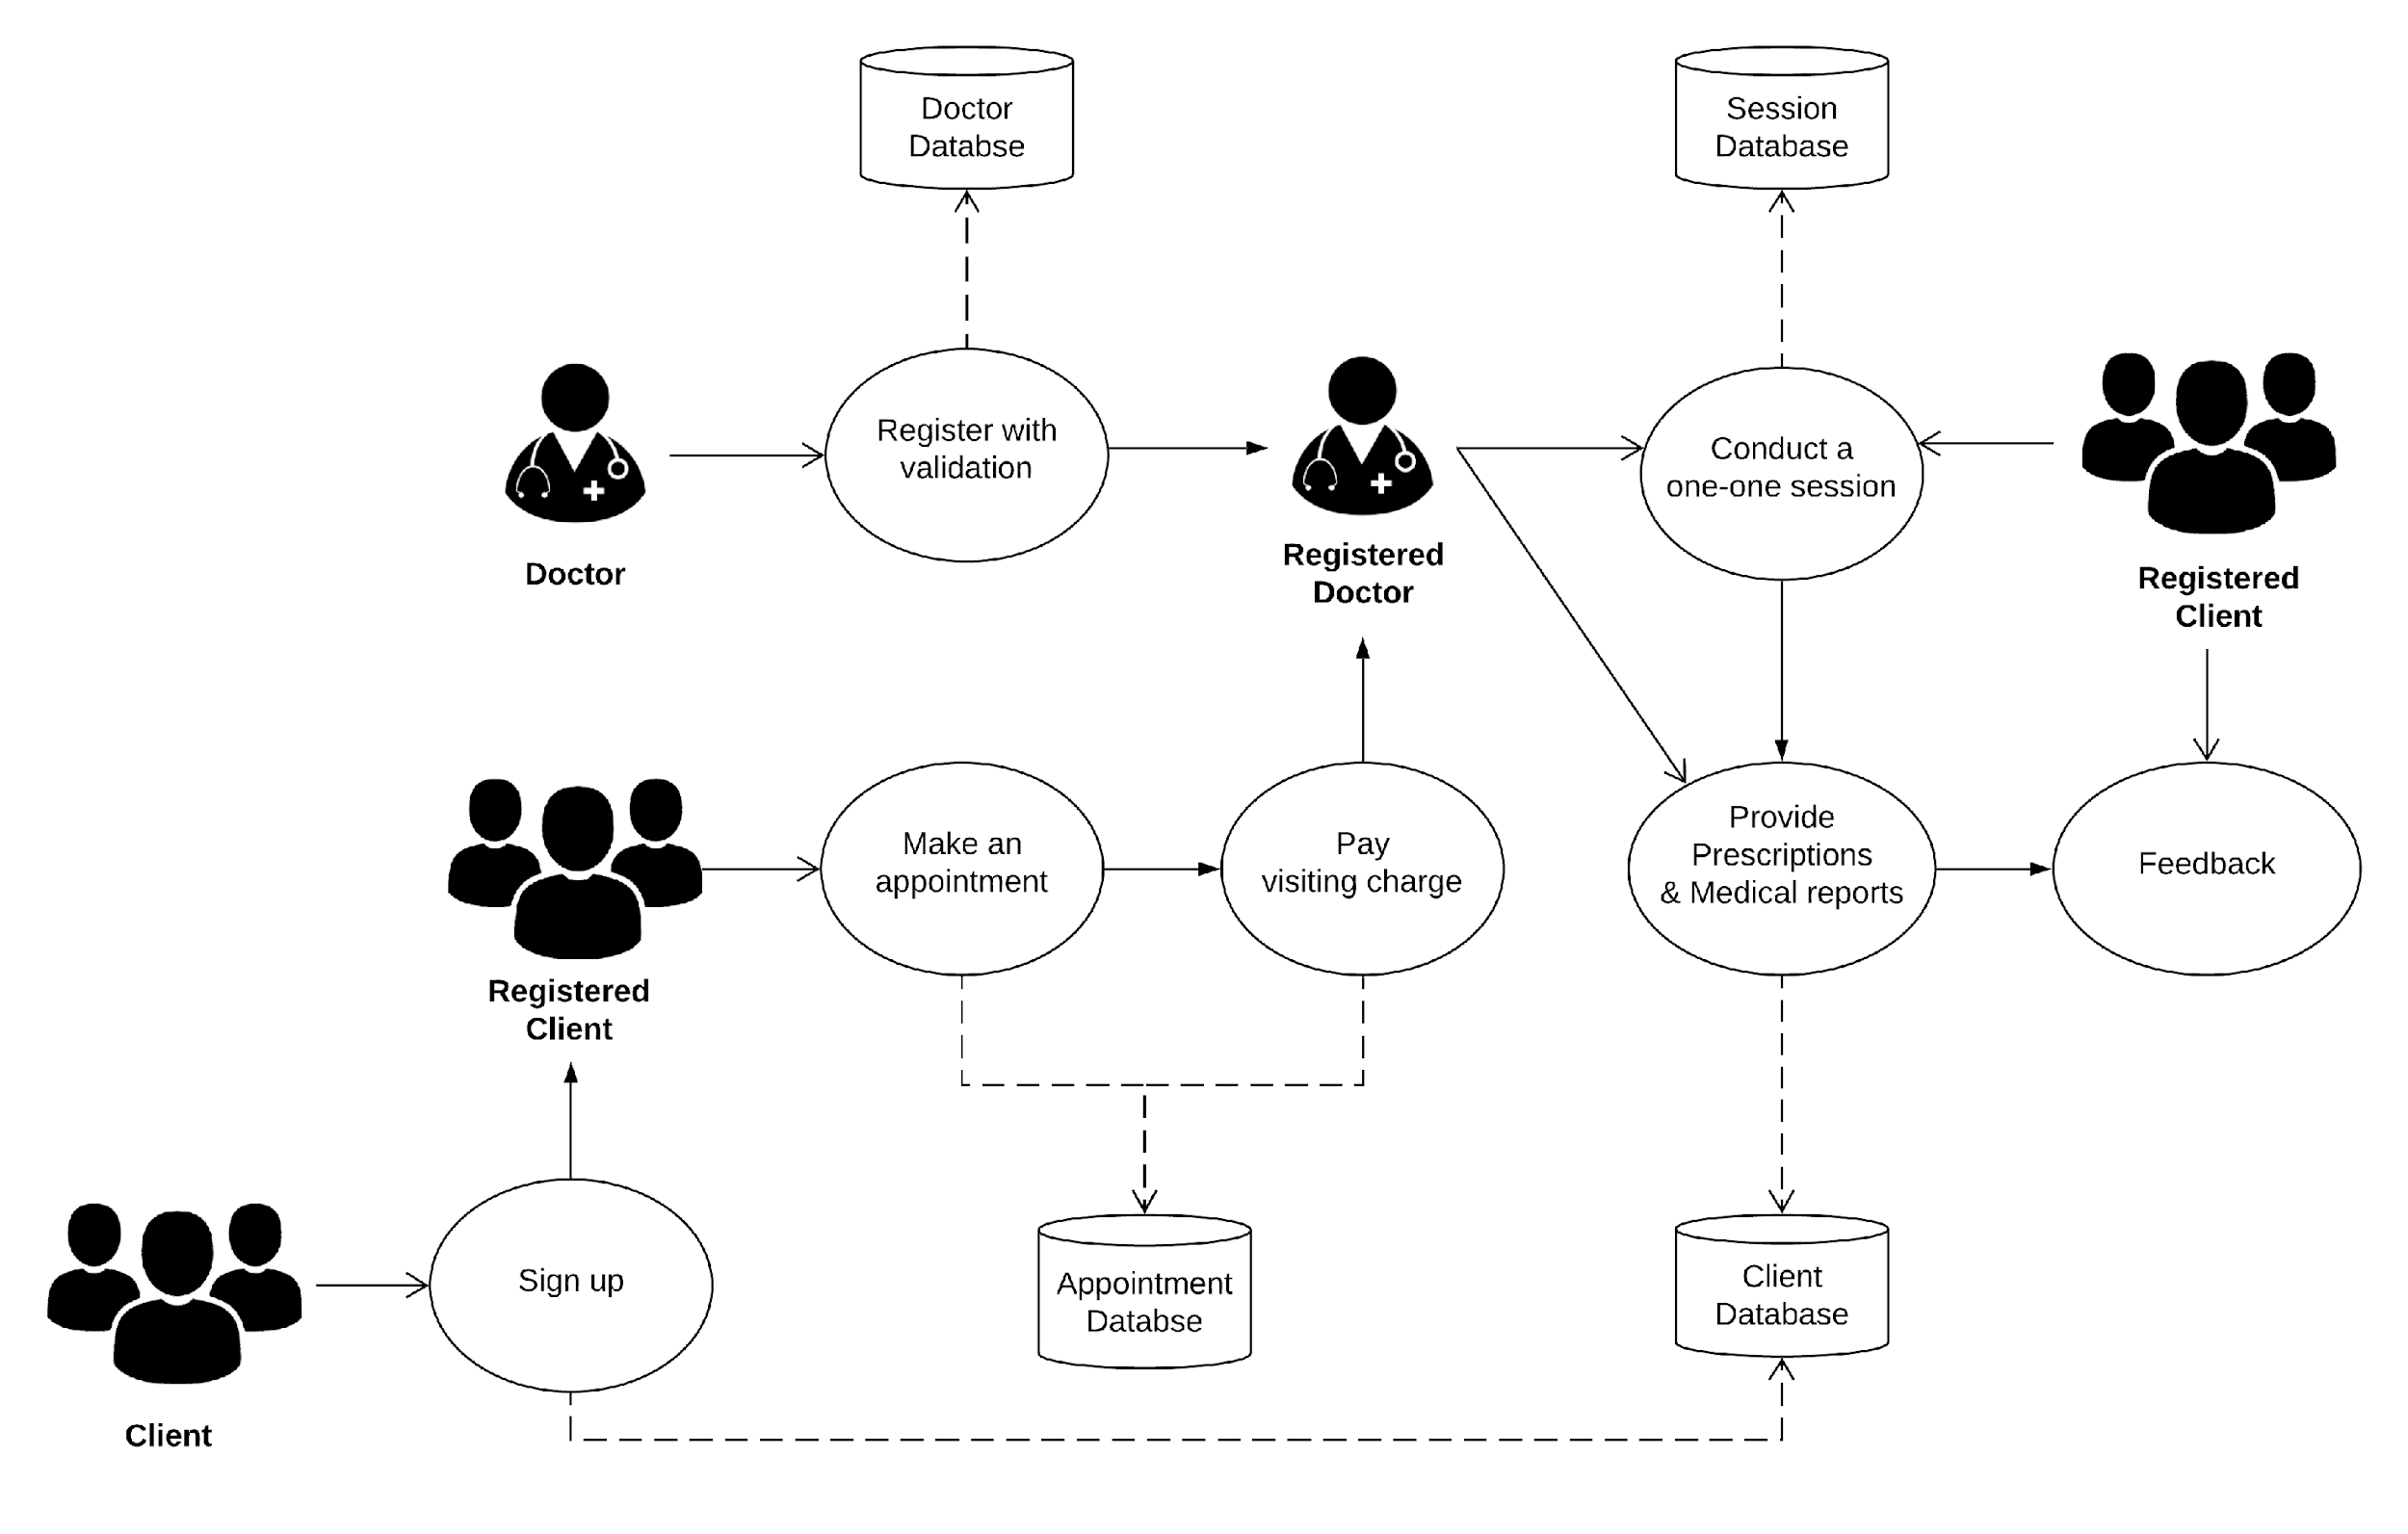 Doctor
Databse
Session
Database
Register with
validation
Conduct a
one-one session
Doctor
Registered
Doctor
Registered
Client
Make an
appointment
Pay
visiting charge
Provide
Prescriptions
& Medical reports
Feedback
Registered
Client
Sign up
Appointment
Databse
Client
Database
Client